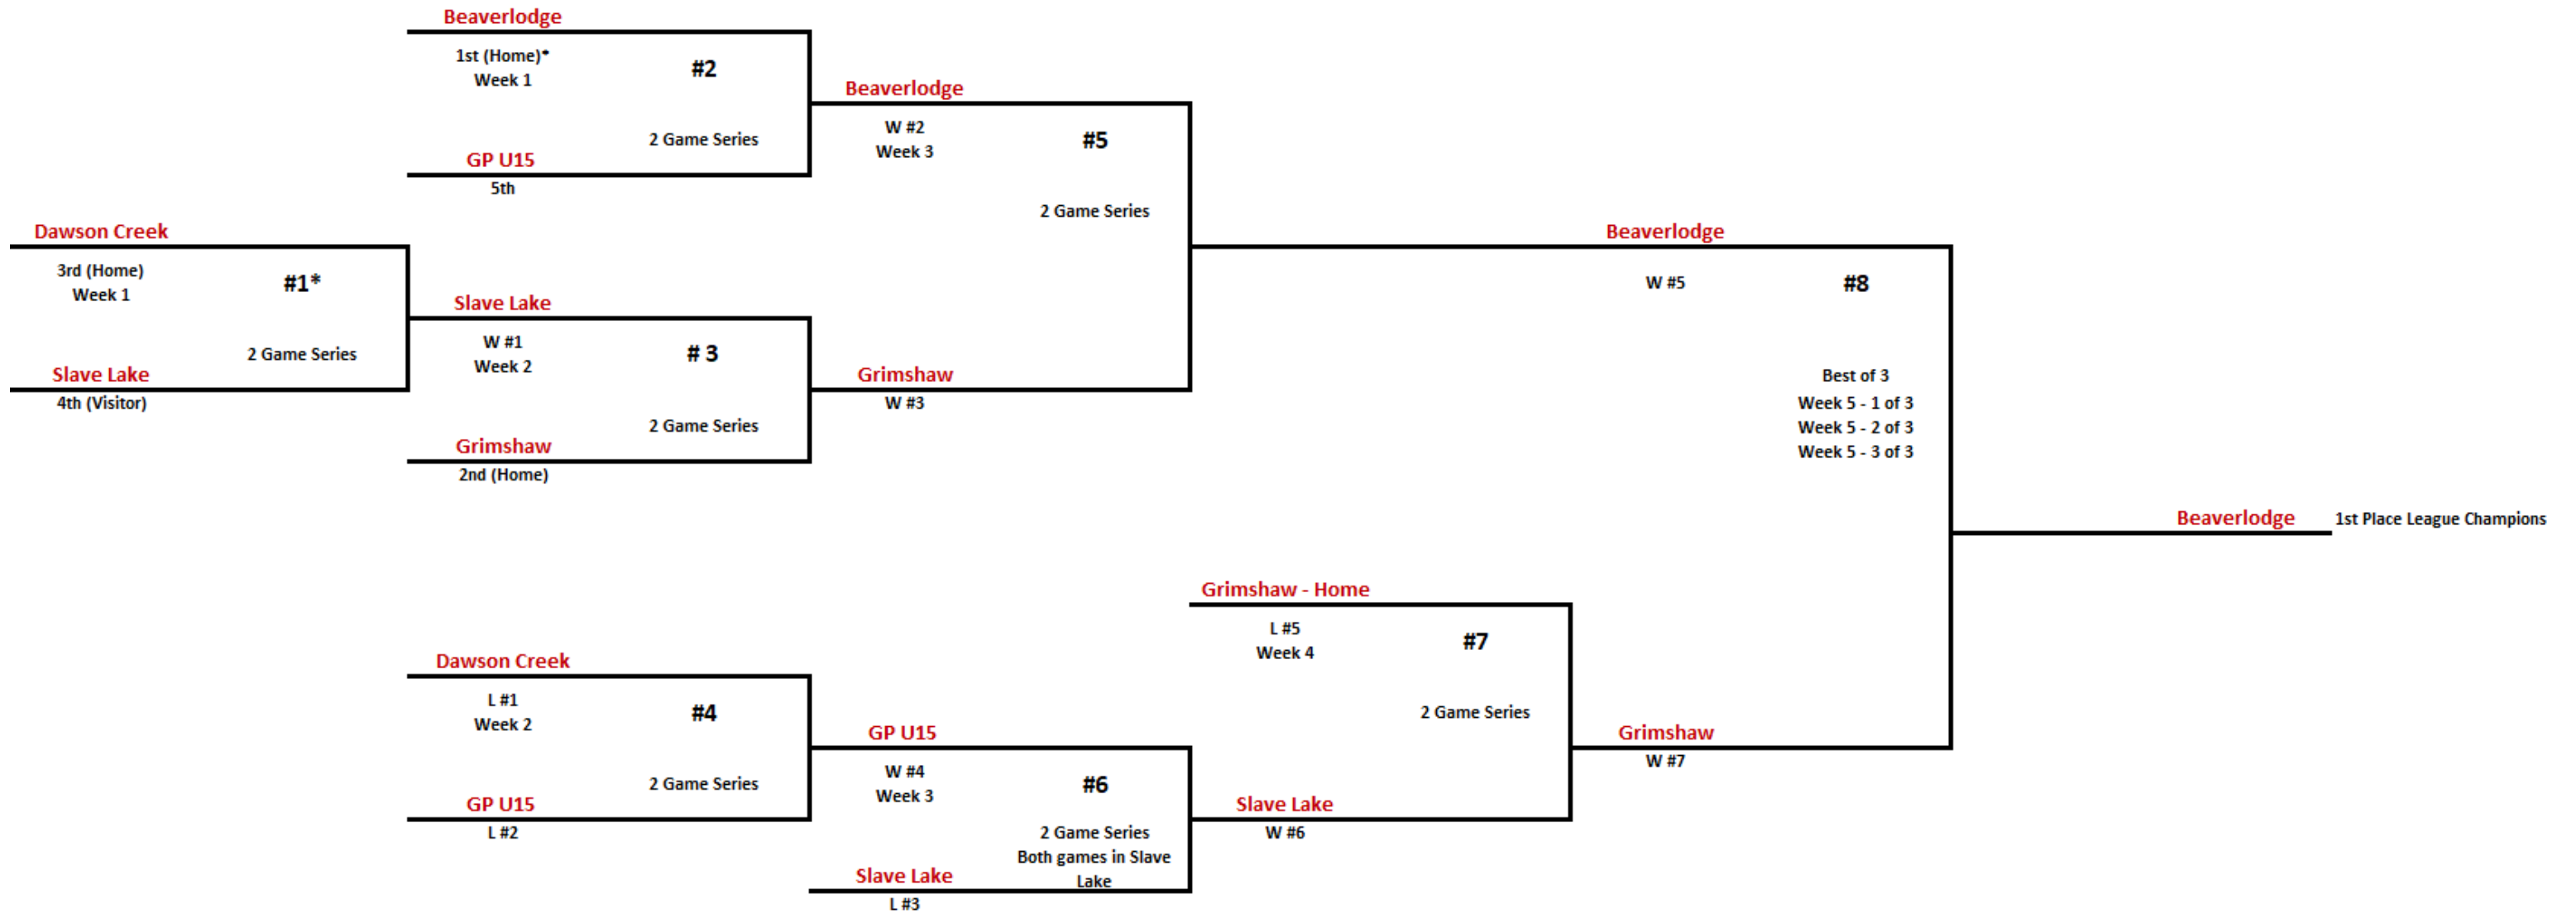 Beaverlodge
1st (Home)*
Week 1
#2
2 Game Series
GP U15
5th
Beaverlodge
W #2
Week 3
#5
2 Game Series
Dawson Creek
3rd (Home)
Week 1
#1*
2 Game Series
Slave Lake
4th (Visitor)
Slave Lake
W #1
Week 2
# 3
2 Game Series
Grimshaw
2nd (Home)
Grimshaw
W #3
Beaverlodge
W #5
#8
Best of 3
Week 5 - 1 of 3
Week 5 - 2 of 3
Week 5 - 3 of 3
Beaverlodge
1st Place League Champions
Grimshaw - Home
L #5
Week 4
#7
2 Game Series
Dawson Creek
L #1
Week 2
#4
2 Game Series
GP U15
L #2
GP U15
W #4
Week 3
#6
2 Game Series
Both games in Slave
Lake
Slave Lake
L #3
Slave Lake
W #6
Grimshaw
W #7